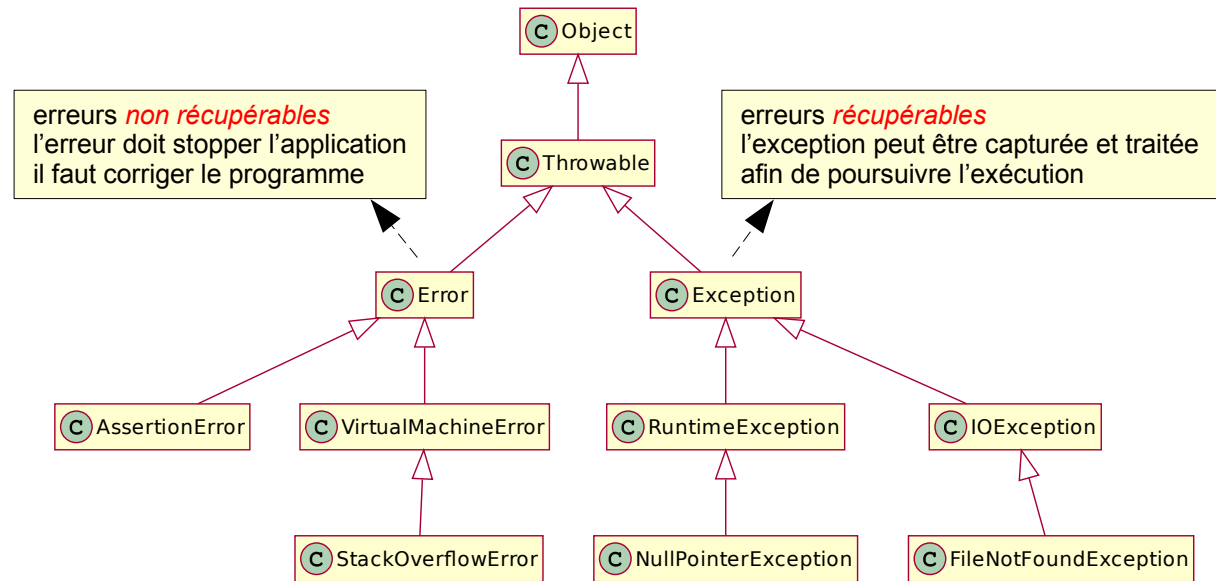 C Object
erreurs non récupérables
l’erreur doit stopper l’application
il faut corriger le programme
erreurs récupérables
l’exception peut être capturée et traitée
afin de poursuivre l’exécution
C Throwable
C Error
C Exception
C AssertionError
C VirtualMachineError
C RuntimeException
C IOException
C StackOverflowError
C NullPointerException
C FileNotFoundException